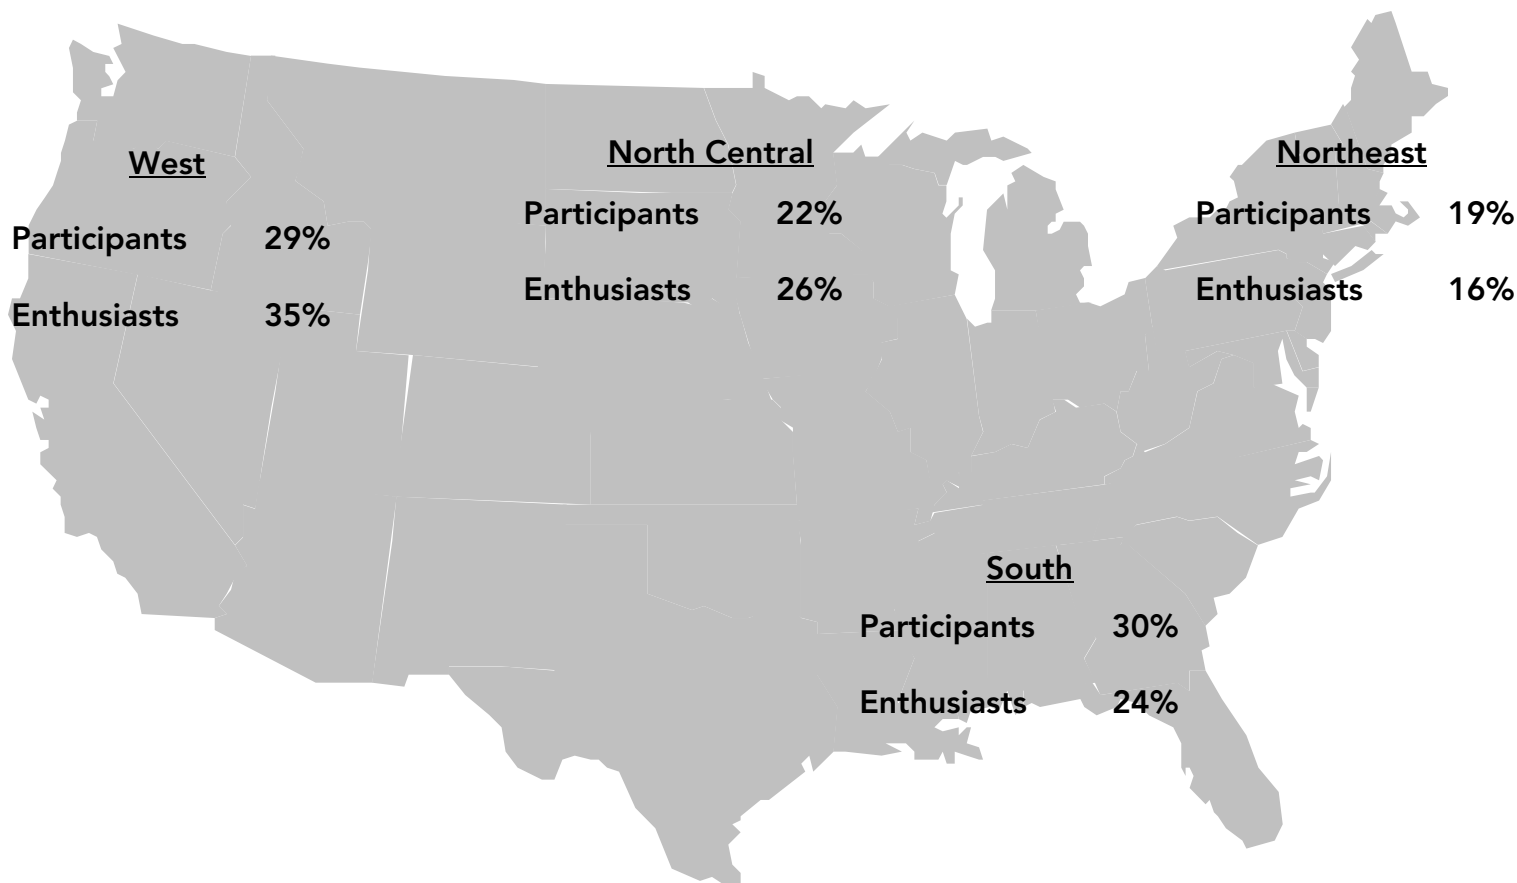 West
Participants 29%
Enthusiasts 35%
North Central
Participants 22%
Enthusiasts 26%
Northeast
Participants 19%
Enthusiasts 16%
South
Participants 30%
Enthusiasts 24%